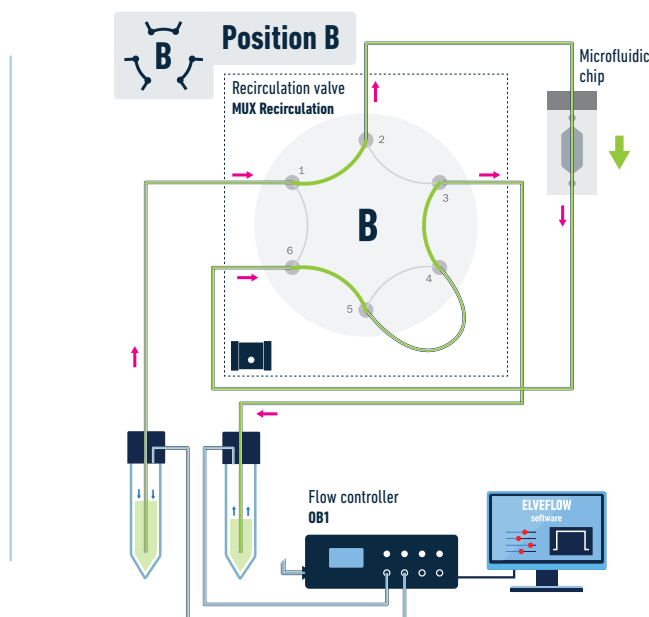 B
Position B
Microfluidic
chip
Recirculation valve
MUX Recirculation
2
1
3
B
6
4
5
Flow controller
OB1
ELVEFLOW
software